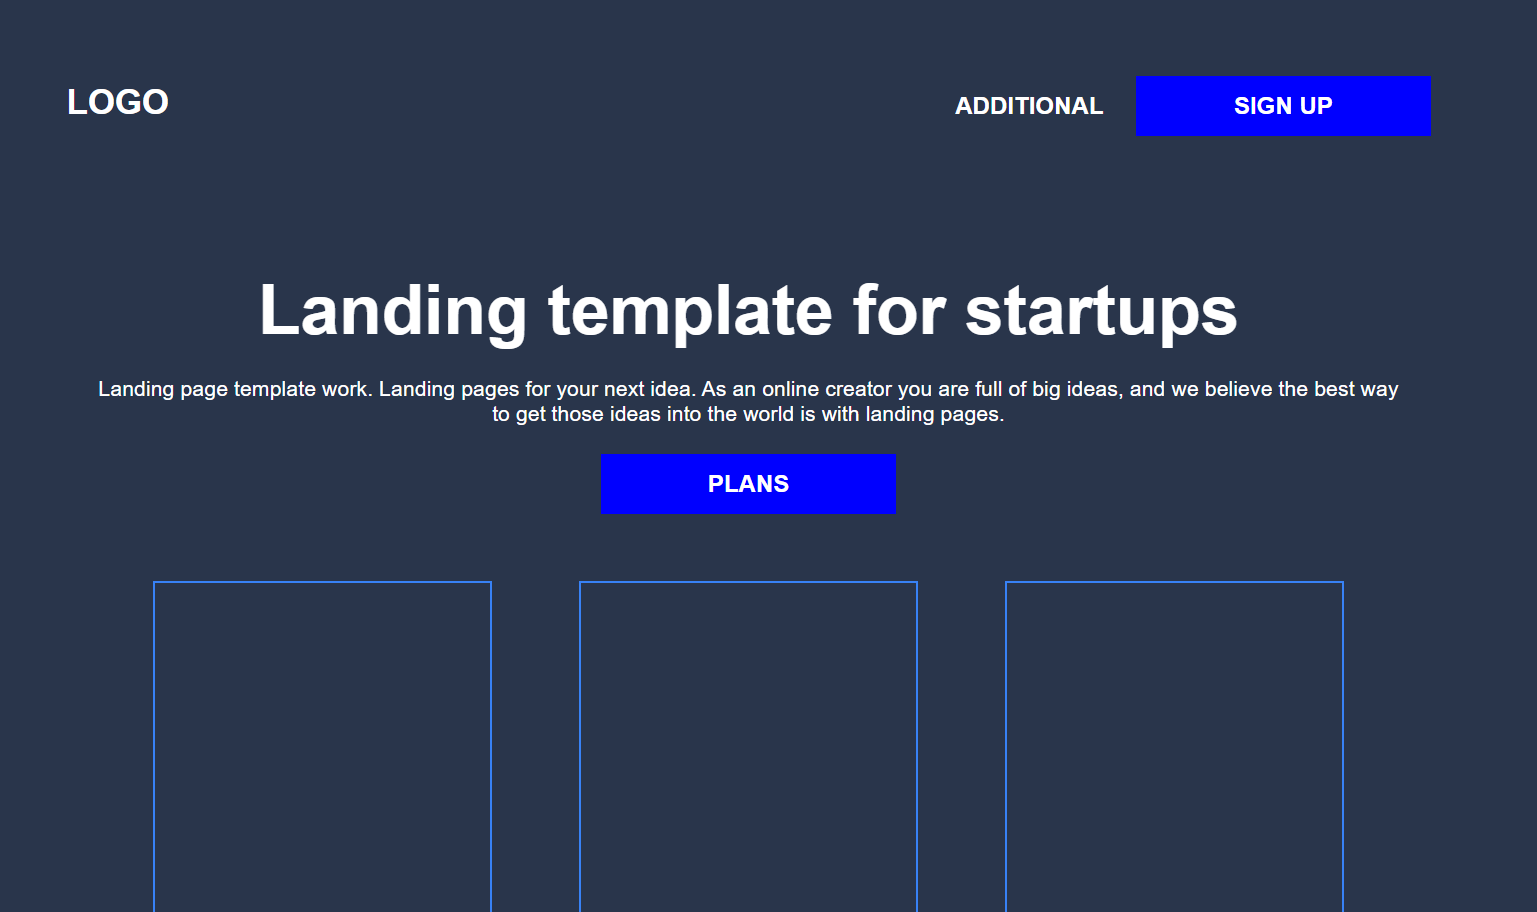 LOGO
ADDITIONAL
SIGN UP
Landing template for startups
Landing page template work. Landing pages for your next idea. As an online creator you are full of big ideas, and we believe the best way
to get those ideas into the world is with landing pages.
PLANS